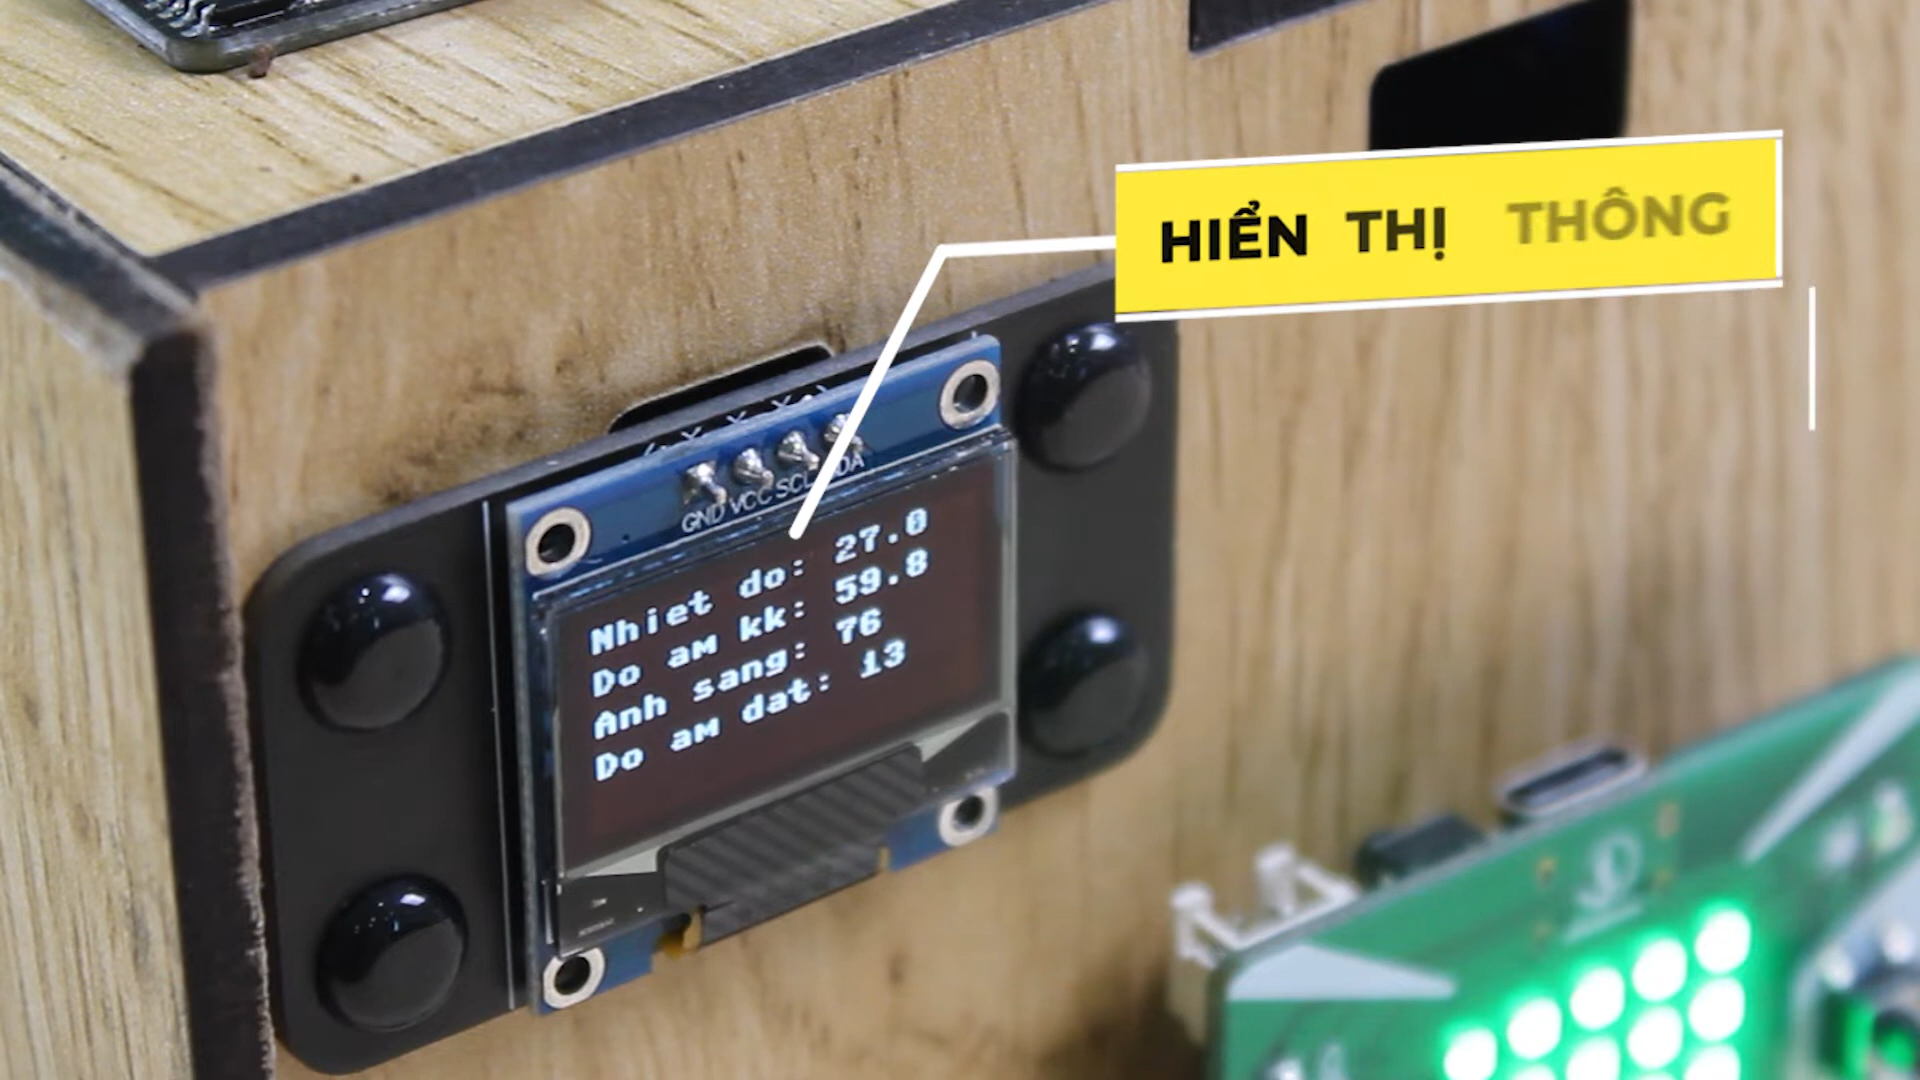 HIỂN THỊ THÔNG
GND VCC SCL SDA
Nhiet do: 27.0
Do am kk: 59.8
Anh sang: 76
Do am dat: 13